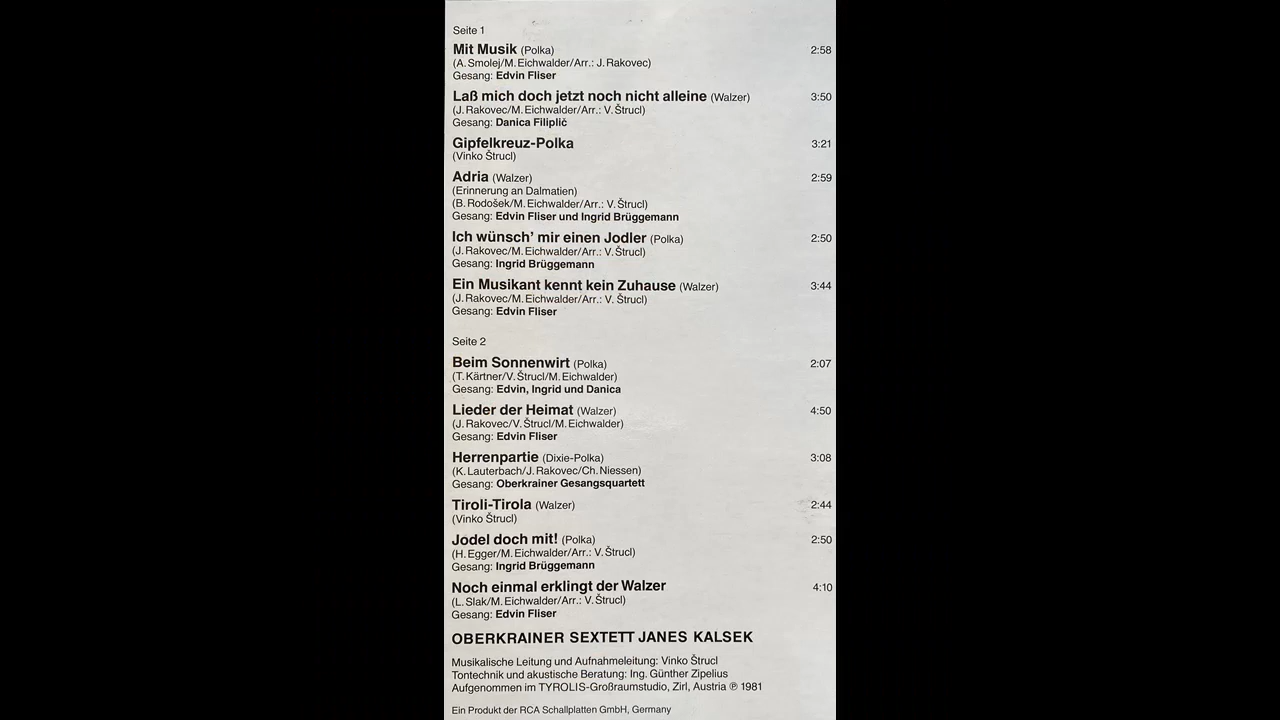 Seite 1
Mit Musik (Polka) 2:58
(A. Smolej/M. Eichwalder/Arr.: J. Rakovec)
Gesang: Edvin Fliser
Laß mich doch jetzt noch nicht alleine (Walzer) 3:50
(J. Rakovec/M. Eichwalder/Arr.: V. Štrucl)
Gesang: Danica Filiplič
Gipfelkreuz-Polka 3:21
(Vinko Štrucl)
Adria (Walzer) 2:59
(Erinnerung an Dalmatien)
(B. Rodošek/M. Eichwalder/Arr.: V. Štrucl)
Gesang: Edvin Fliser und Ingrid Brüggemann
Ich wünsch' mir einen Jodler (Polka) 2:50
(J. Rakovec/M. Eichwalder/Arr.: V. Štrucl)
Gesang: Ingrid Brüggemann
Ein Musikant kennt kein Zuhause (Walzer) 3:44
(J. Rakovec/M. Eichwalder/Arr.: V. Štrucl)
Gesang: Edvin Fliser
Seite 2
Beim Sonnenwirt (Polka) 2:07
(T. Kärtner/V. Štrucl/M. Eichwalder)
Gesang: Edvin, Ingrid und Danica
Lieder der Heimat (Walzer) 4:50
(J. Rakovec/V. Štrucl/M. Eichwalder)
Gesang: Edvin Fliser
Herrenpartie (Dixie-Polka) 3:08
(K. Lauterbach/J. Rakovec/Ch. Niessen)
Gesang: Oberkrainer Gesangsquartett
Tiroli-Tirola (Walzer) 2:44
(Vinko Štrucl)
Jodel doch mit! (Polka) 2:50
(H. Egger/M. Eichwalder/Arr.: V. Štrucl)
Gesang: Ingrid Brüggemann
Noch einmal erklingt der Walzer 4:10
(L. Slak/M. Eichwalder/Arr.: V. Štrucl)
Gesang: Edvin Fliser
OBERKRAINER SEXTETT JANES KALSEK
Musikalische Leitung und Aufnahmeleitung: Vinko Štrucl
Tontechnik und akustische Beratung: Ing. Günther Zipelius
Aufgenommen im TYROLIS-Großraumstudio, Zirl, Austria ℗ 1981
Ein Produkt der RCA Schallplatten GmbH, Germany